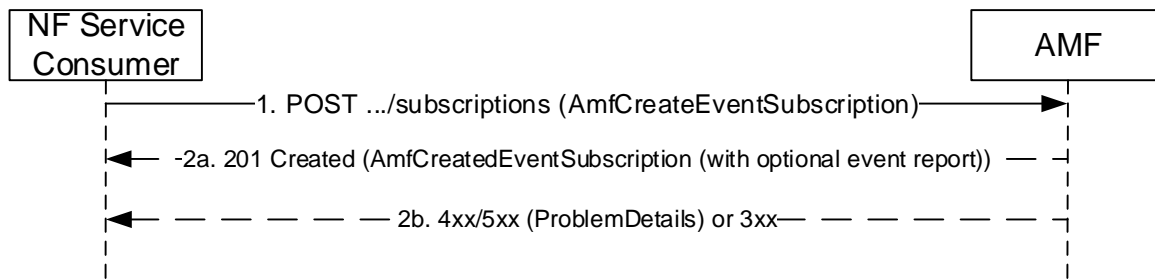 NF Service
Consumer
AMF
1. POST .../subscriptions (AmfCreateEventSubscription)
2a. 201 Created (AmfCreatedEventSubscription (with optional event report))
2b. 4xx/5xx (ProblemDetails) or 3xx